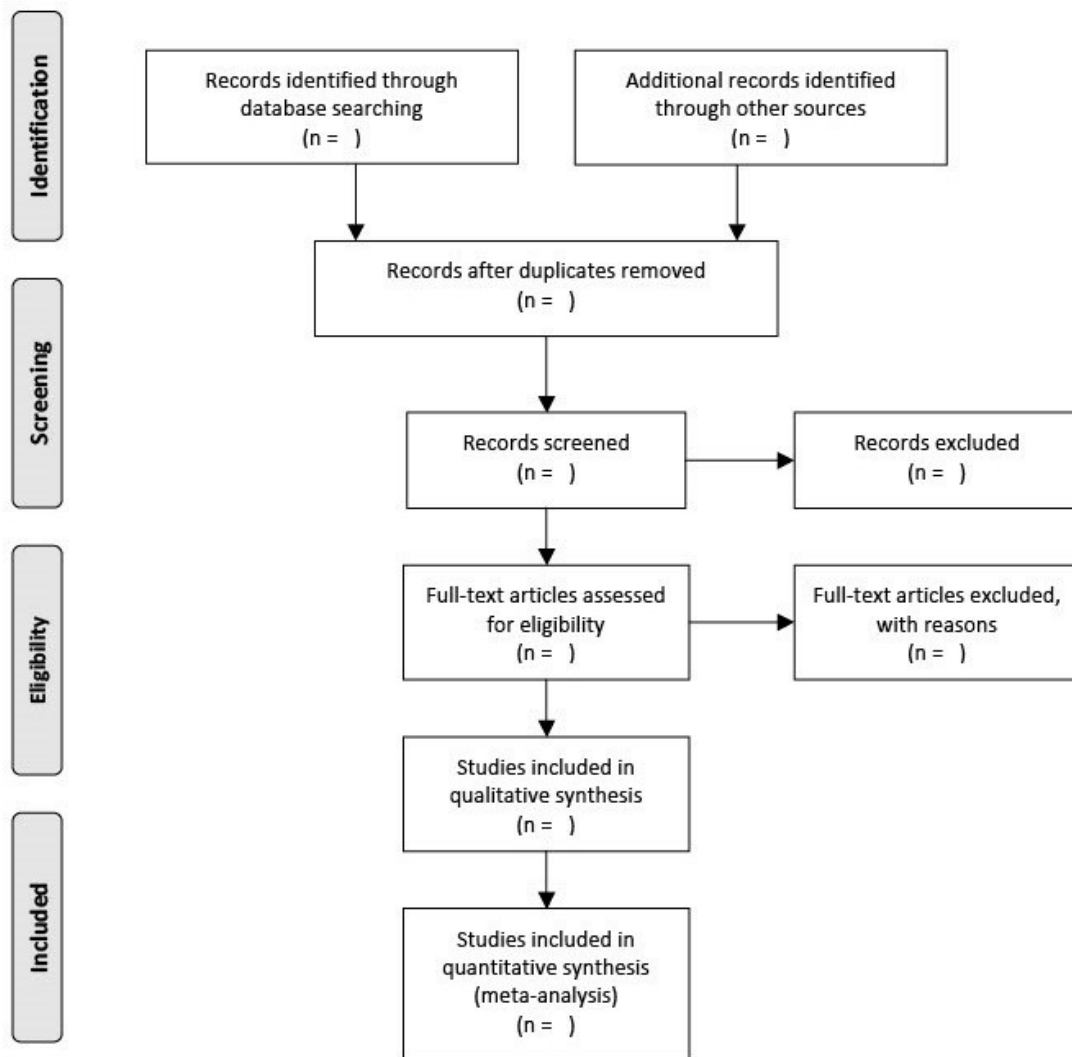 Identification
Records identified through
database searching
(n =   )
Additional records identified
through other sources
(n =   )
Records after duplicates removed
(n =   )
Screening
Records screened
(n =   )
Records excluded
(n =   )
Eligibility
Full-text articles assessed
for eligibility
(n =   )
Full-text articles excluded,
with reasons
(n =   )
Studies included in
qualitative synthesis
(n =   )
Included
Studies included in
quantitative synthesis
(meta-analysis)
(n =   )